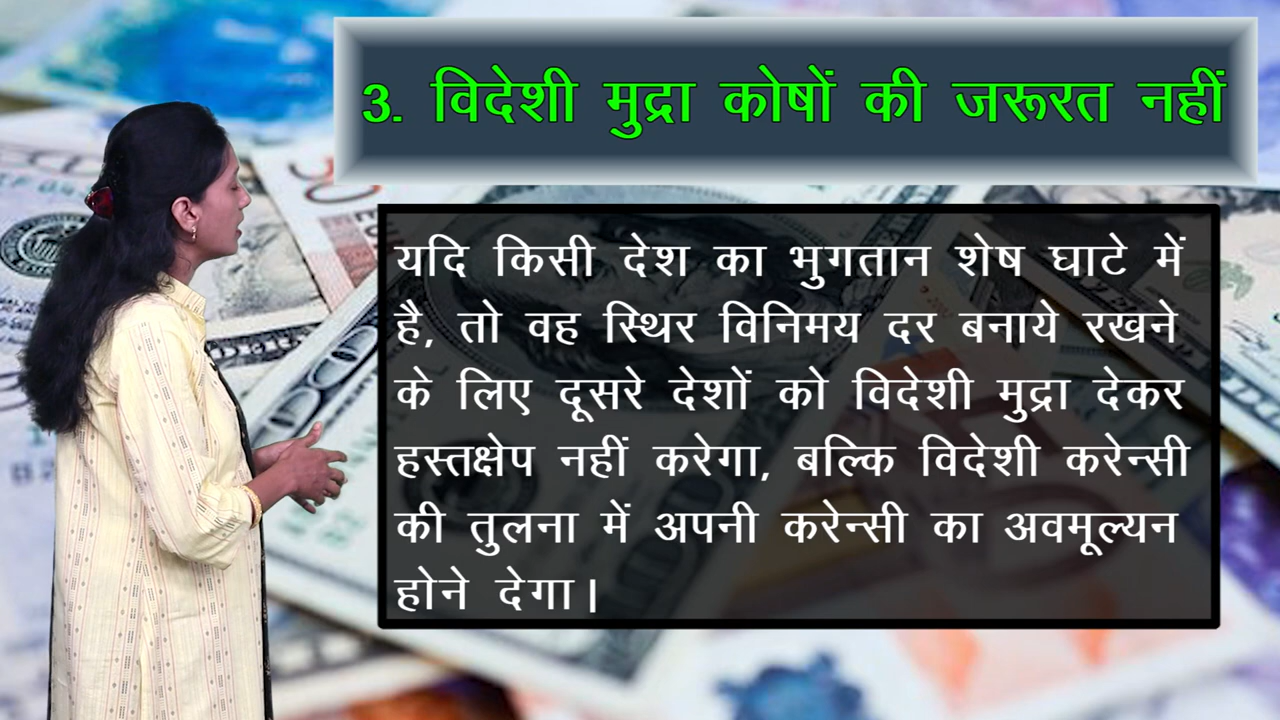 3. विदेशी मुद्रा कोषों की जरूरत नहीं
यदि किसी देश का भुगतान शेष घाटे में
है, तो वह स्थिर विनिमय दर बनाये रखने
के लिए दूसरे देशों को विदेशी मुद्रा देकर
हस्तक्षेप नहीं करेगा, बल्कि विदेशी करेन्सी
की तुलना में अपनी करेन्सी का अवमूल्यन
होने देगा।